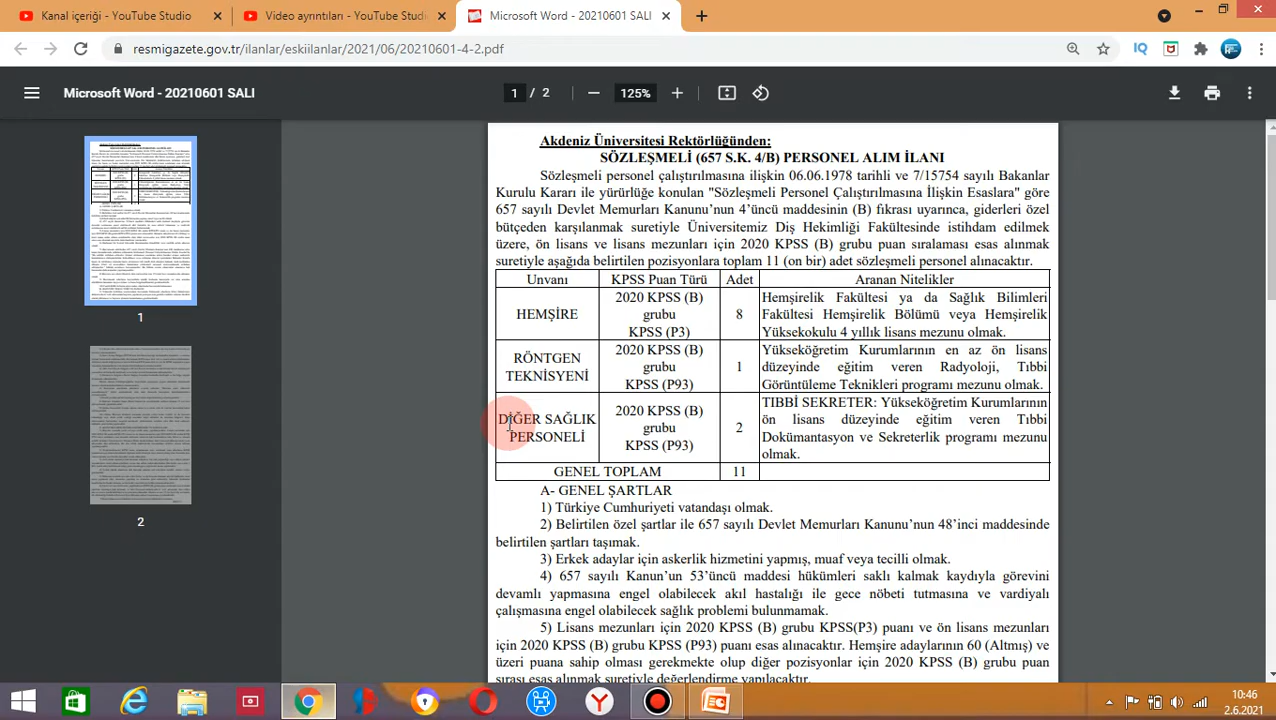 Kanal içeriği - YouTube Studio
Video ayrıntıları - YouTube Studi
Microsoft Word - 20210601 SALI
resmigazete.gov.tr/ilanlar/eskiilanlar/2021/06/20210601-4-2.pdf
IQ
Microsoft Word - 20210601 SALI
1 / 2
125%
1
2
Akdeniz Üniversitesi Rektörlüğünden:
SÖZLEŞMELİ (657 S.K. 4/B) PERSONEL ALIM İLANI
Sözleşmeli personel çalıştırılmasına ilişkin 06.06.1978 tarihli ve 7/15754 sayılı Bakanlar
Kurulu Kararı ile yürürlüğe konulan "Sözleşmeli Personel Çalıştırılmasına İlişkin Esaslara" göre
657 sayılı Devlet Memurları Kanunu'nun 4'üncü maddesinin (B) fıkrası uyarınca, giderleri özel
bütçeden karşılanmak suretiyle Üniversitemiz Diş Hekimliği Fakültesinde istihdam edilmek
üzere, ön lisans ve lisans mezunları için 2020 KPSS (B) grubu puan sıralaması esas alınmak
suretiyle aşağıda belirtilen pozisyonlara toplam 11 (on bir) adet sözleşmeli personel alınacaktır.
Unvanı KPSS Puan Türü Adet Aranan Nitelikler
HEMŞİRE
2020 KPSS (B)
grubu
KPSS (P3)
8
Hemşirelik Fakültesi ya da Sağlık Bilimleri
Fakültesi Hemşirelik Bölümü veya Hemşirelik
Yüksekokulu 4 yıllık lisans mezunu olmak.
RÖNTGEN
TEKNİSYENİ
2020 KPSS (B)
grubu
KPSS (P93)
1
Yükseköğretim Kurumlarının en az ön lisans
düzeyinde eğitim veren Radyoloji, Tıbbi
Görüntüleme Teknikleri programı mezunu olmak.
DİĞER SAĞLIK
PERSONELİ
2020 KPSS (B)
grubu
KPSS (P93)
2
TIBBİ SEKRETER: Yükseköğretim Kurumlarının
ön lisans düzeyinde eğitim veren Tıbbi
Dokümantasyon ve Sekreterlik programı mezunu
olmak.
GENEL TOPLAM 11
GENEL ŞARTLAR
1) Türkiye Cumhuriyeti vatandaşı olmak.
2) Belirtilen özel şartlar ile 657 sayılı Devlet Memurları Kanunu'nun 48'inci maddesinde
belirtilen şartları taşımak.
3) Erkek adaylar için askerlik hizmetini yapmış, muaf veya tecilli olmak.
4) 657 sayılı Kanun'un 53'üncü maddesi hükümleri saklı kalmak kaydıyla görevini
devamlı yapmasına engel olabilecek akıl hastalığı ile gece nöbeti tutmasına ve vardiyalı
çalışmasına engel olabilecek sağlık problemi bulunmamak.
5) Lisans mezunları için 2020 KPSS (B) grubu KPSS(P3) puanı ve ön lisans mezunları
için 2020 KPSS (B) grubu KPSS (P93) puanı esas alınacaktır. Hemşire adaylarının 60 (Altmış) ve
üzeri puana sahip olması gerekmekte olup diğer pozisyonlar için 2020 KPSS (B) grubu puan
sırası esas alınmak suretiyle değerlendirme yapılacaktır.
10:46
2.6.2021